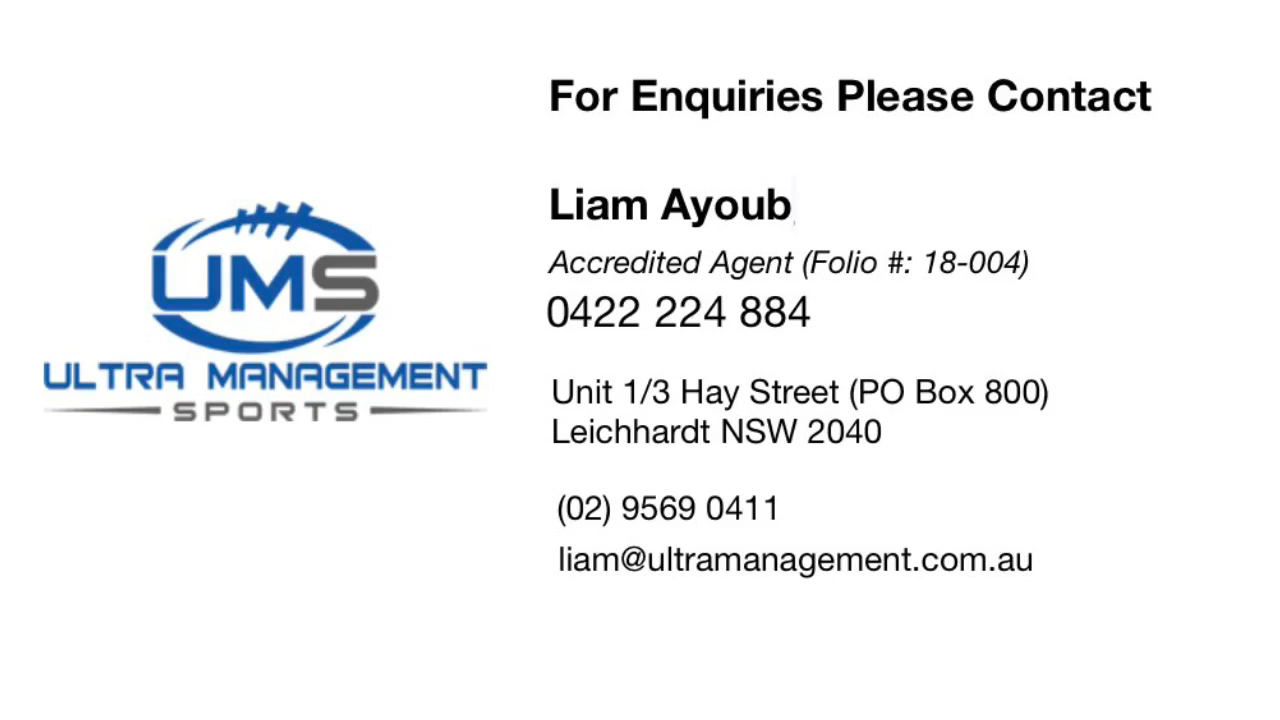 UMS
ULTRA MANAGEMENT
SPORTS
For Enquiries Please Contact
Liam Ayoub
Accredited Agent (Folio #: 18-004)
0422 224 884
Unit 1/3 Hay Street (PO Box 800)
Leichhardt NSW 2040
(02) 9569 0411
liam@ultramanagement.com.au